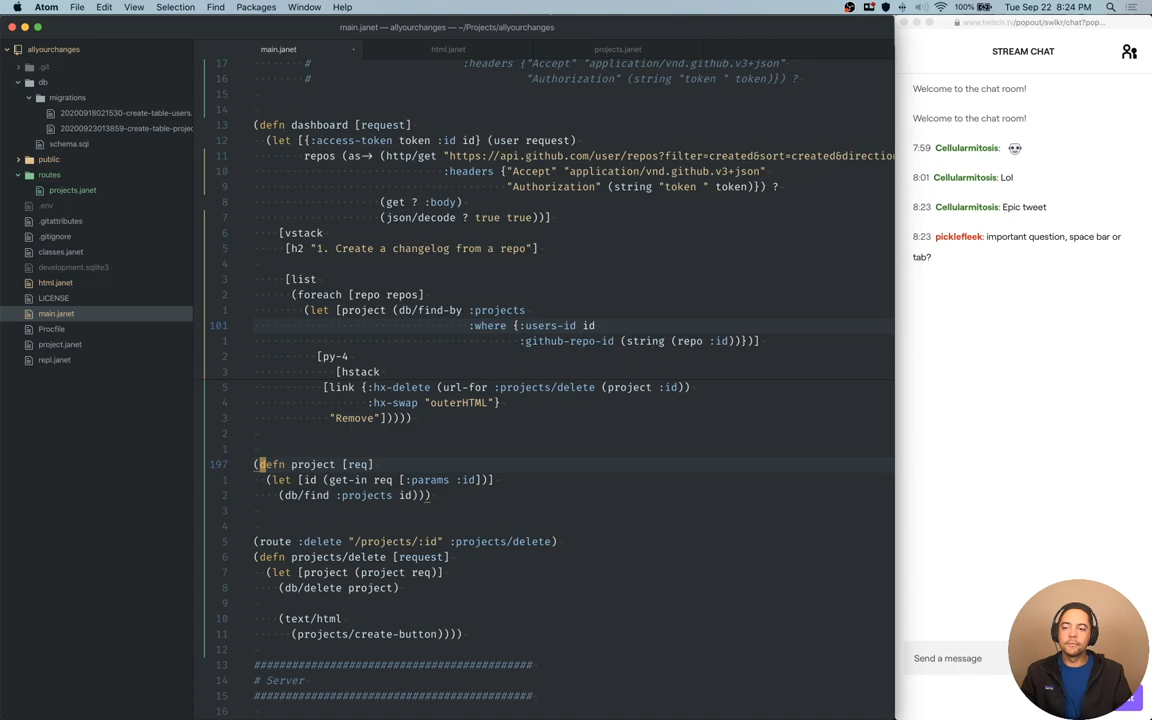 Atom File Edit View Selection Find Packages Window Help 100% Tue Sep 22 8:24 PM
main.janet — allyourchanges — ~/Projects/allyourchanges
www.twitch.tv/popout/swlkr/chat?pop...
allyourchanges
.git
db
migrations
20200918021530-create-table-users.
20200923013859-create-table-projec
schema.sql
public
routes
projects.janet
.env
.gitattributes
.gitignore
classes.janet
development.sqlite3
html.janet
LICENSE
main.janet
Procfile
project.janet
repl.janet
main.janet html.janet projects.janet
17 # :headers {"Accept" "application/vnd.github.v3+json"
16 # "Authorization" (string "token " token)}) ?
15
14
13 (defn dashboard [request]
12 (let [{:access-token token :id id} (user request)
11 repos (as-> (http/get "https://api.github.com/user/repos?filter=created&sort=created&direction
10 :headers {"Accept" "application/vnd.github.v3+json"
9 "Authorization" (string "token " token)}) ?
8 (get ? :body)
7 (json/decode ? true true))]
6 [vstack
5 [h2 "1. Create a changelog from a repo"]
4
3 [list
2 (foreach [repo repos]
1 (let [project (db/find-by :projects
101 :where {:users-id id
1 :github-repo-id (string (repo :id))})]
2 [py-4
3 [hstack
5 [link {:hx-delete (url-for :projects/delete (project :id))
4 :hx-swap "outerHTML"}
3 "Remove"]))))
2
1
197 (defn project [req]
1 (let [id (get-in req [:params :id])]
2 (db/find :projects id)))
3
4
5 (route :delete "/projects/:id" :projects/delete)
6 (defn projects/delete [request]
7 (let [project (project req)]
8 (db/delete project)
9
10 (text/html
11 (projects/create-button))))
12
13 ############################################
14 # Server
15 ############################################
16
STREAM CHAT
Welcome to the chat room!
Welcome to the chat room!
7:59 Cellularmitosis:
8:01 Cellularmitosis: Lol
8:23 Cellularmitosis: Epic tweet
8:23 picklefleek: important question, space bar or
tab?
Send a message